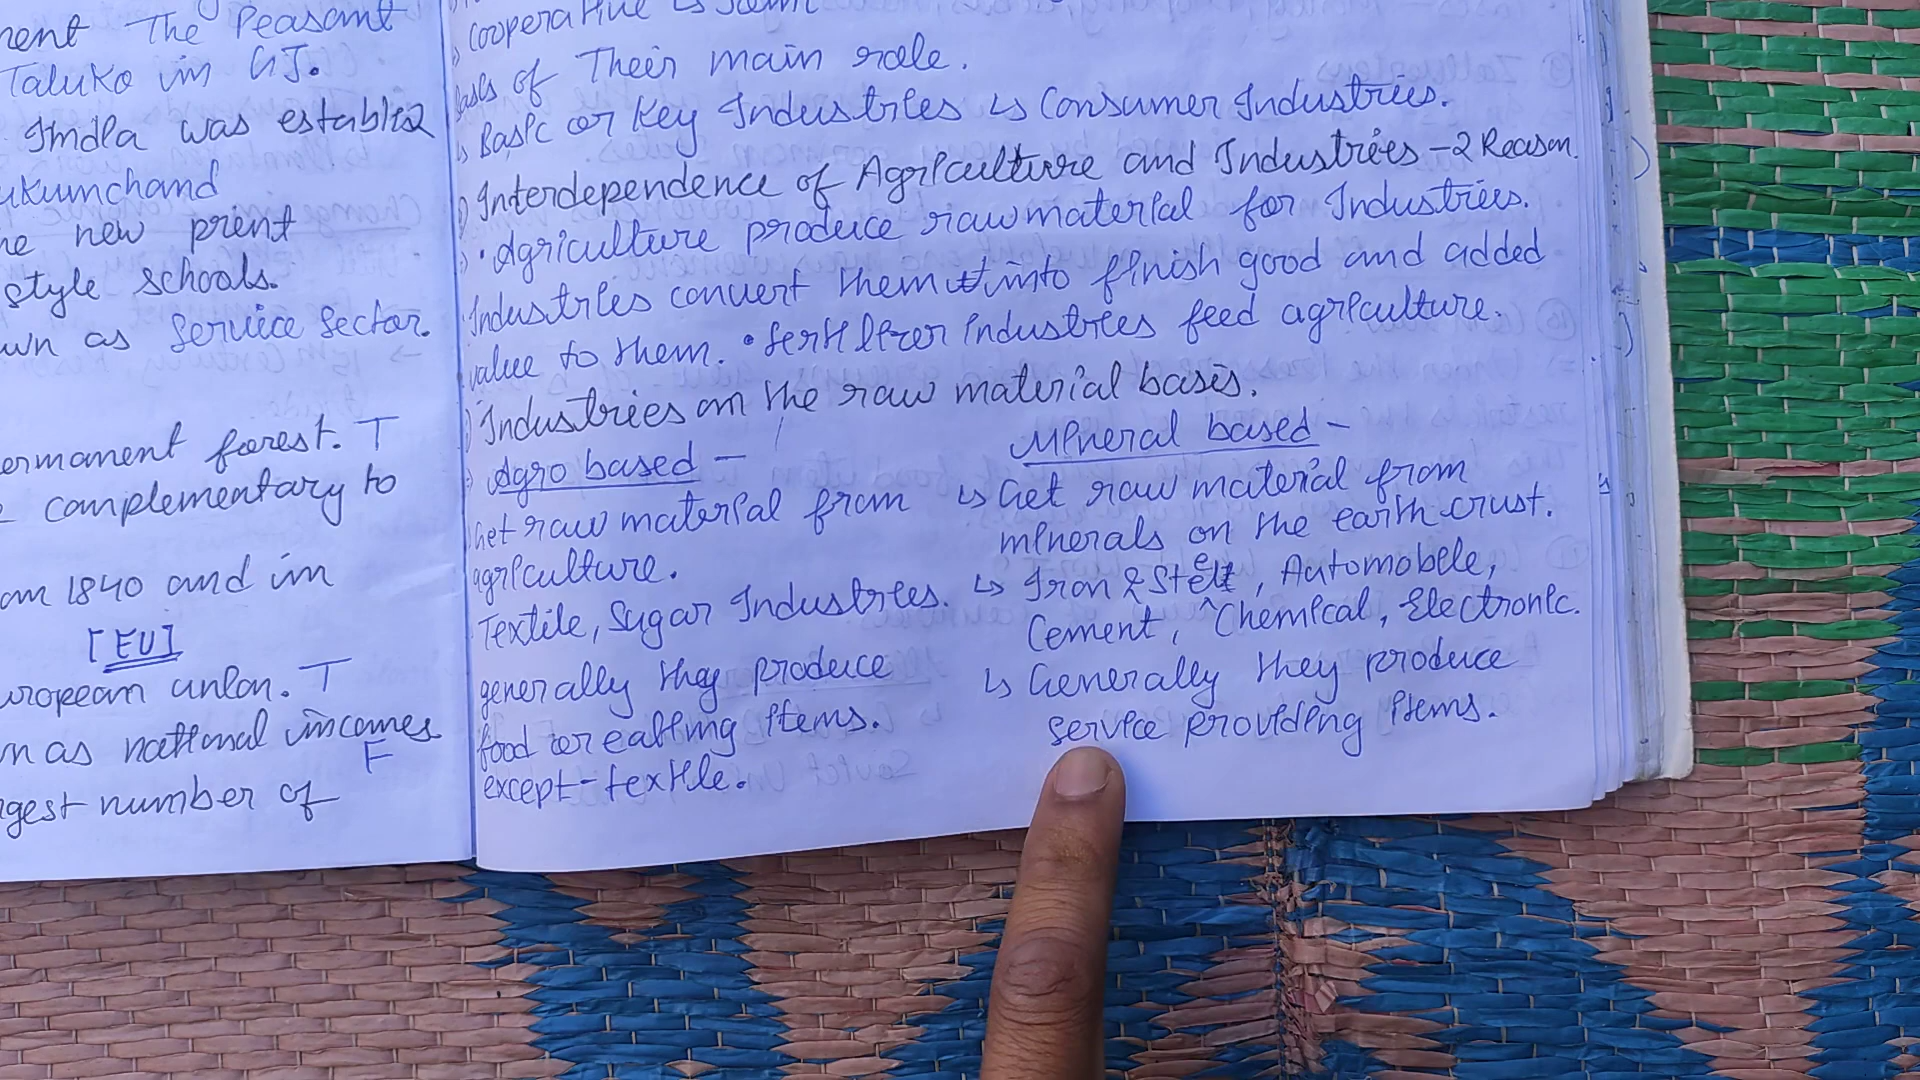 The Peasant
Taluko in GJ.
India was establis
ukumchand
new print
style schools.
as Service Sector.
ermanent forest. T
complementary to
on 1840 and in
[EU]
uropean union. T
as national incomes
F
gest number of
Cooperative
of Their main role.
Basic or Key Industries ↳ Consumer Industries.
Interdependence of Agriculture and Industries - 2 Reason.
• Agriculture produce raw material for Industries.
Industries convert them into finish good and added
value to them. • fertilizer industries feed agriculture.
Industries on the raw material basis.
Agro based -
Get raw material from
agriculture.
Textile, Sugar Industries.
generally they produce
food or eating items.
except - textile.
Mineral based -
↳ Get raw material from
minerals on the earth crust.
↳ Iron & Steel, Automobile,
Cement, Chemical, Electronic.
↳ Generally they produce
service providing items.